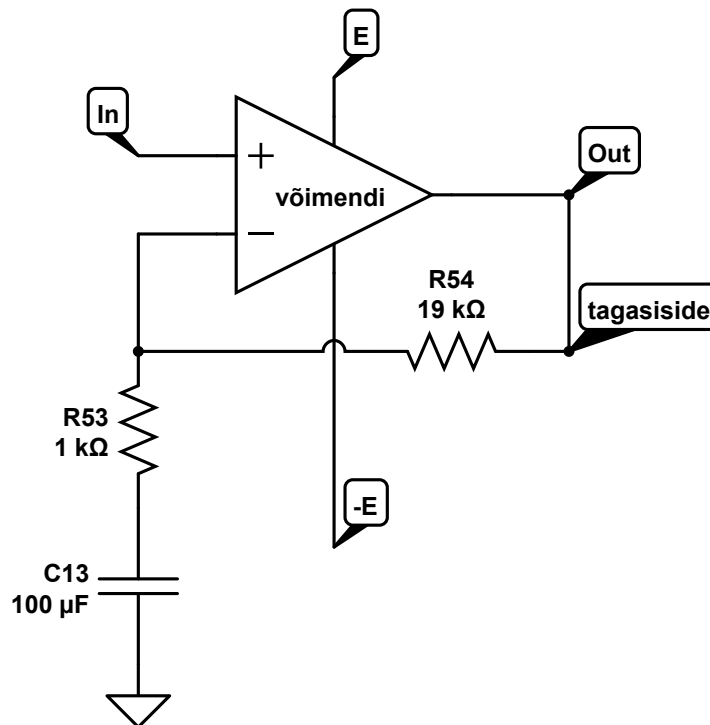 E
In
+
võimendi
Out
−
R54
19 kΩ
tagasiside
R53
1 kΩ
-E
C13
100 µF